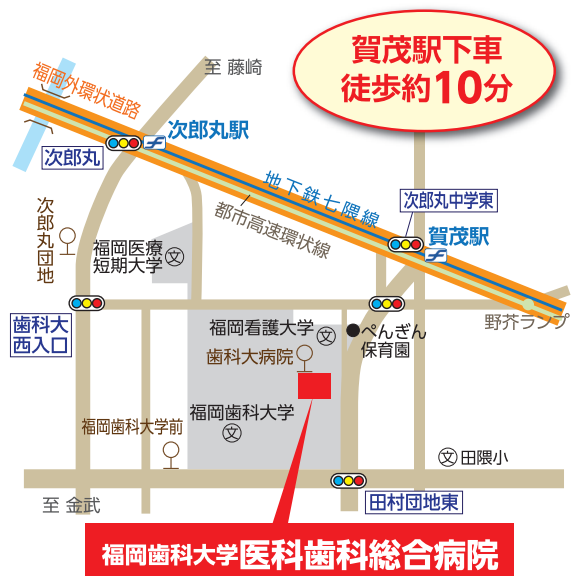 賀茂駅下車
徒歩約10分
至 藤崎
福岡外環状道路
次郎丸駅
次郎丸
地下鉄七隈線
次郎丸中学東
都市高速環状線
賀茂駅
次郎丸団地
福岡医療
短期大学
文
歯科大
西入口
野芥ランプ
福岡看護大学
文
ぺんぎん
保育園
歯科大病院
福岡歯科大学
文
福岡歯科大学前
文
田隈小
至 金武
田村団地東
福岡歯科大学医科歯科総合病院